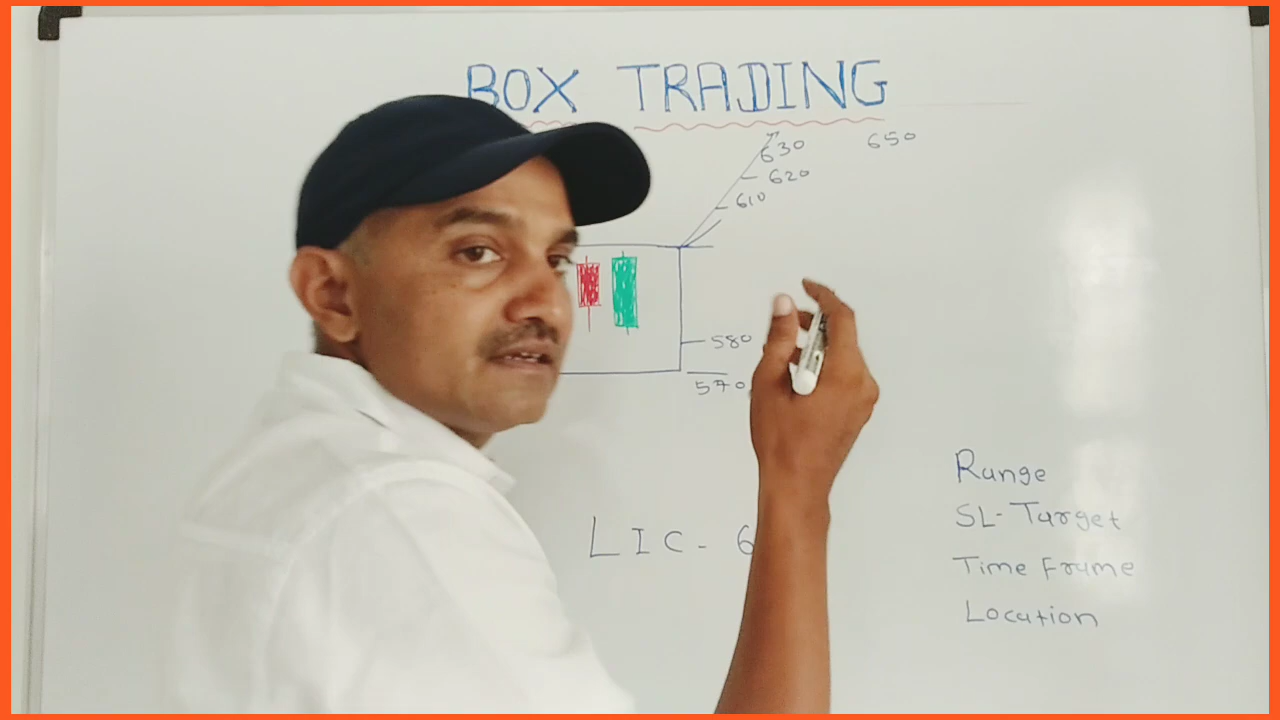 BOX TRADING
630 650
620
610
580
570
Range
SL-Target
LIC - 6
Time Frame
Location